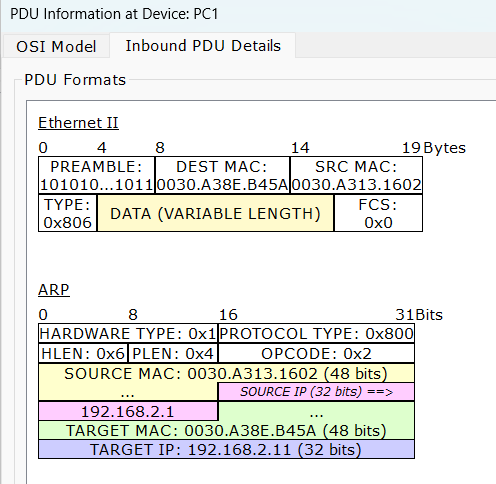 PDU Information at Device: PC1
OSI Model Inbound PDU Details
PDU Formats
Ethernet II
0 4 8 14 19 Bytes
PREAMBLE: DEST MAC: SRC MAC:
101010...1011 0030.A38E.B45A 0030.A313.1602
TYPE: DATA (VARIABLE LENGTH) FCS:
0x806 0x0
ARP
0 8 16 31 Bits
HARDWARE TYPE: 0x1 PROTOCOL TYPE: 0x800
HLEN: 0x6 PLEN: 0x4 OPCODE: 0x2
SOURCE MAC: 0030.A313.1602 (48 bits)
... SOURCE IP (32 bits) ==>
192.168.2.1 ...
TARGET MAC: 0030.A38E.B45A (48 bits)
TARGET IP: 192.168.2.11 (32 bits)